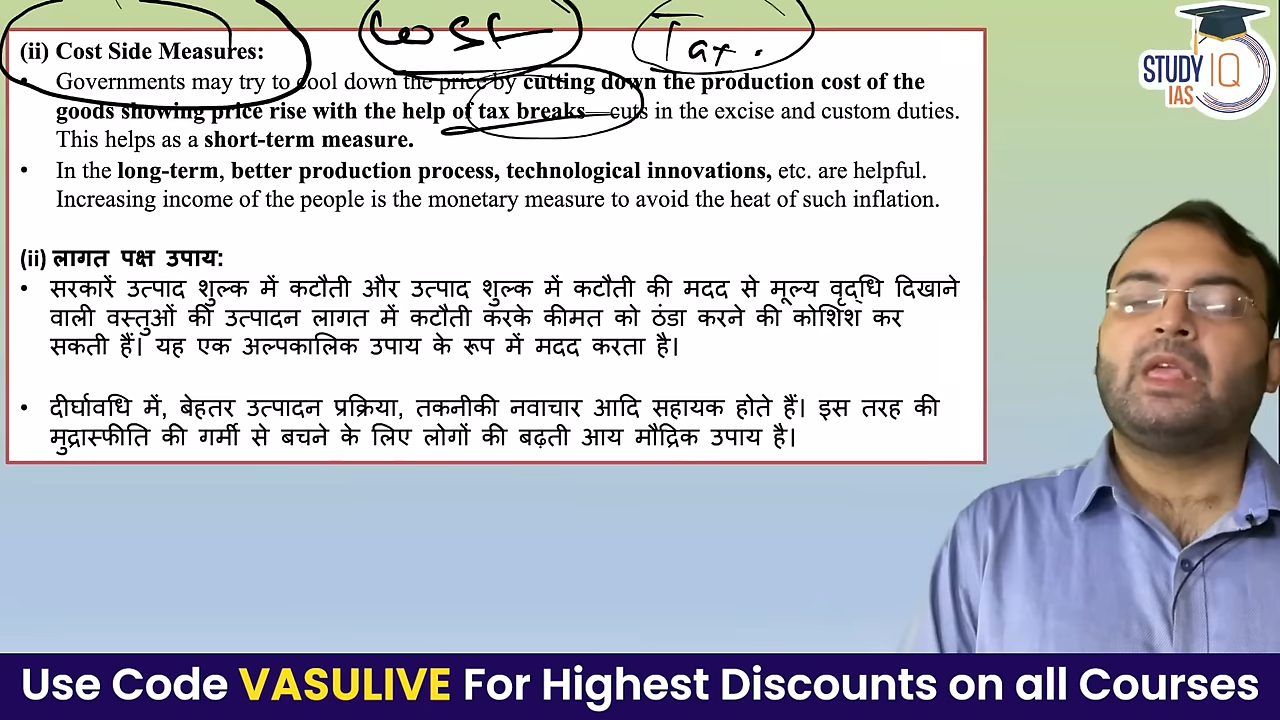 Cost
Tax.
STUDY IQ
IAS
(ii) Cost Side Measures:
• Governments may try to cool down the price by cutting down the production cost of the
goods showing price rise with the help of tax breaks—cuts in the excise and custom duties.
This helps as a short-term measure.
• In the long-term, better production process, technological innovations, etc. are helpful.
Increasing income of the people is the monetary measure to avoid the heat of such inflation.
(ii) लागत पक्ष उपाय:
• सरकारें उत्पाद शुल्क में कटौती और उत्पाद शुल्क में कटौती की मदद से मूल्य वृद्धि दिखाने
वाली वस्तुओं की उत्पादन लागत में कटौती करके कीमत को ठंडा करने की कोशिश कर
सकती हैं। यह एक अल्पकालिक उपाय के रूप में मदद करता है।
• दीर्घावधि में, बेहतर उत्पादन प्रक्रिया, तकनीकी नवाचार आदि सहायक होते हैं। इस तरह की
मुद्रास्फीति की गर्मी से बचने के लिए लोगों की बढ़ती आय मौद्रिक उपाय है।
Use Code VASULIVE For Highest Discounts on all Courses